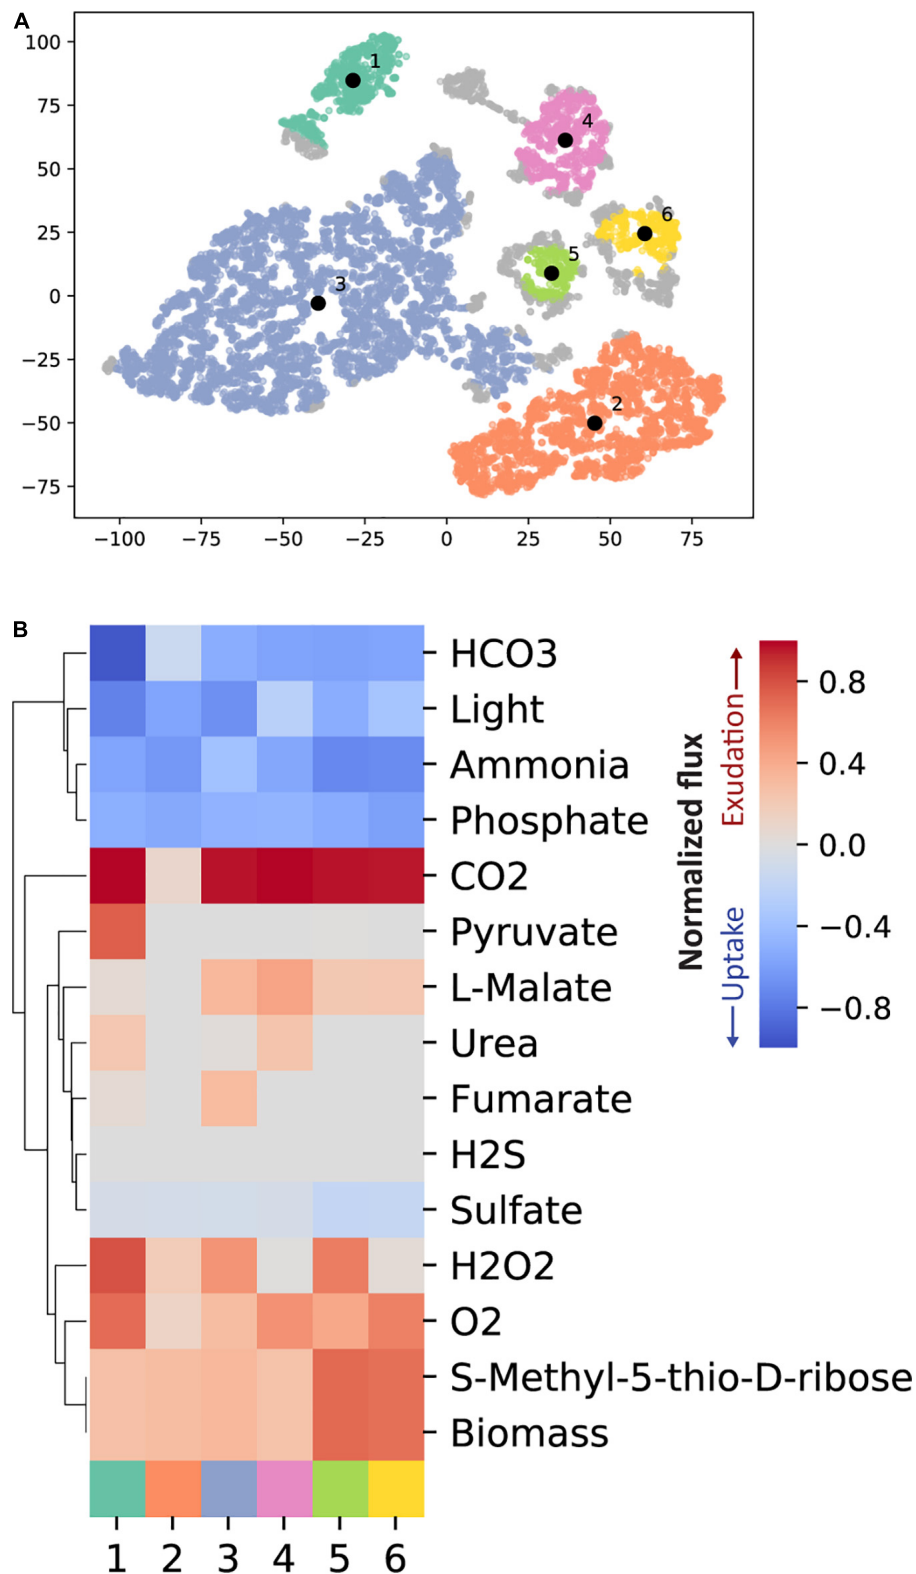 A
100
75
50
25
0
−25
−50
−75
−100
−75
−50
−25
0
25
50
75
1
2
3
4
5
6
B
HCO3
Light
Ammonia
Phosphate
CO2
Pyruvate
L-Malate
Urea
Fumarate
H2S
Sulfate
H2O2
O2
S-Methyl-5-thio-D-ribose
Biomass
1 2 3 4 5 6
Normalized flux
Exudation
Uptake
0.8
0.4
0.0
−0.4
−0.8